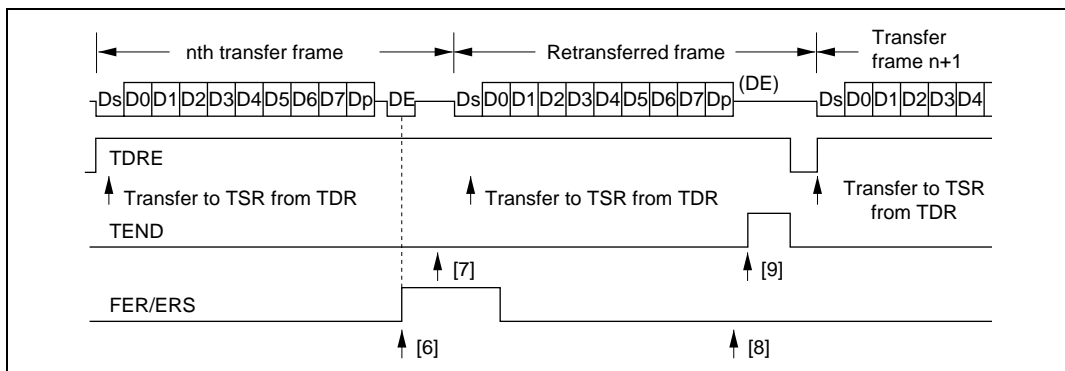 nth transfer frame
Retransferred frame
Transfer
frame n+1
Ds D0 D1 D2 D3 D4 D5 D6 D7 Dp DE
Ds D0 D1 D2 D3 D4 D5 D6 D7 Dp (DE)
Ds D0 D1 D2 D3 D4
TDRE
Transfer to TSR from TDR
Transfer to TSR from TDR
Transfer to TSR
from TDR
TEND
[7]
[9]
FER/ERS
[6]
[8]